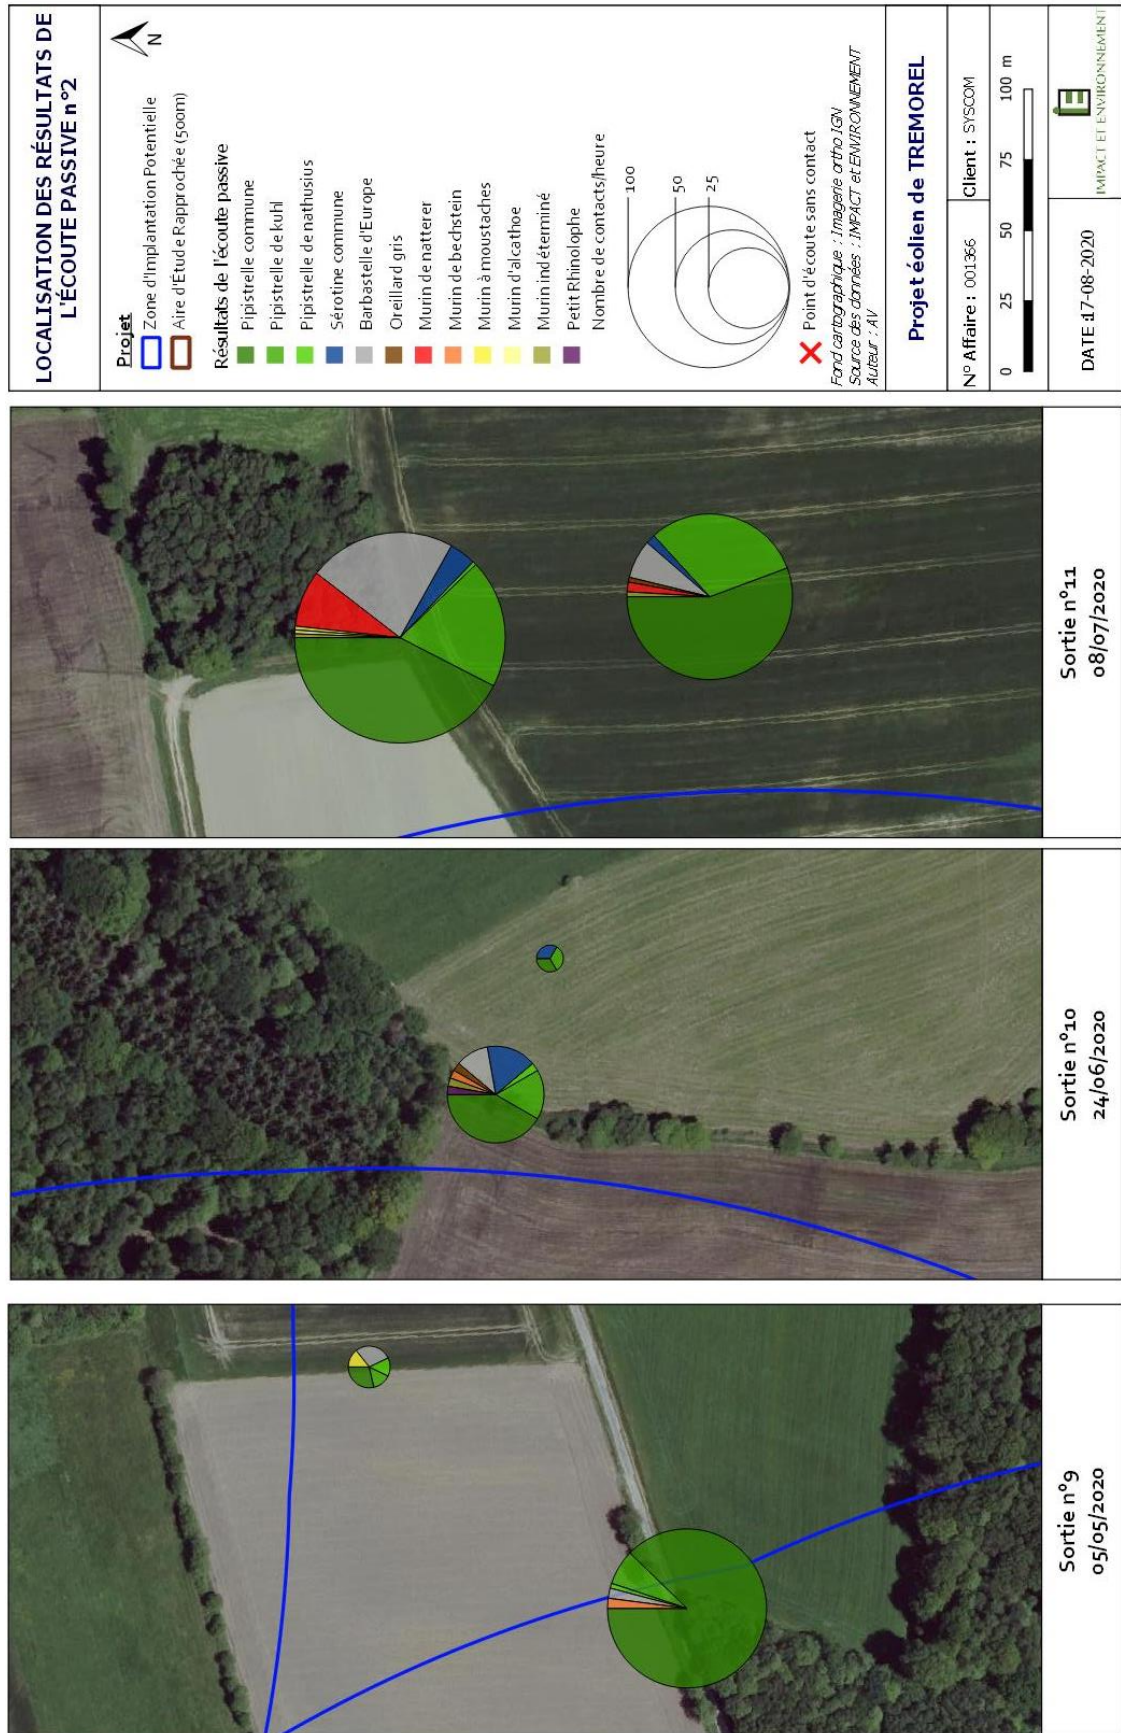 LOCALISATION DES RÉSULTATS DE
L'ÉCOUTE PASSIVE n°2
N
Projet
Zone d'Implantation Potentielle
Aire d'Étude Rapprochée (500m)
Résultats de l'écoute passive
Pipistrelle commune
Pipistrelle de kuhl
Pipistrelle de nathusius
Sérotine commune
Barbastelle d'Europe
Oreillard gris
Murin de natterer
Murin de bechstein
Murin à moustaches
Murin d'alcathoe
Murin indéterminé
Petit Rhinolophe
Nombre de contacts/heure
100
50
25
Point d'écoute sans contact
Fond cartographique : Imagerie ortho IGN
Source des données : IMPACT et ENVIRONNEMENT
Auteur : AV
Projet éolien de TREMOREL
N° Affaire : 001366
Client : SYSCOM
0 25 50 75 100 m
DATE :17-08-2020
IE
IMPACT ET ENVIRONNEMENT
Sortie n°11
08/07/2020
Sortie n°10
24/06/2020
Sortie n°9
05/05/2020